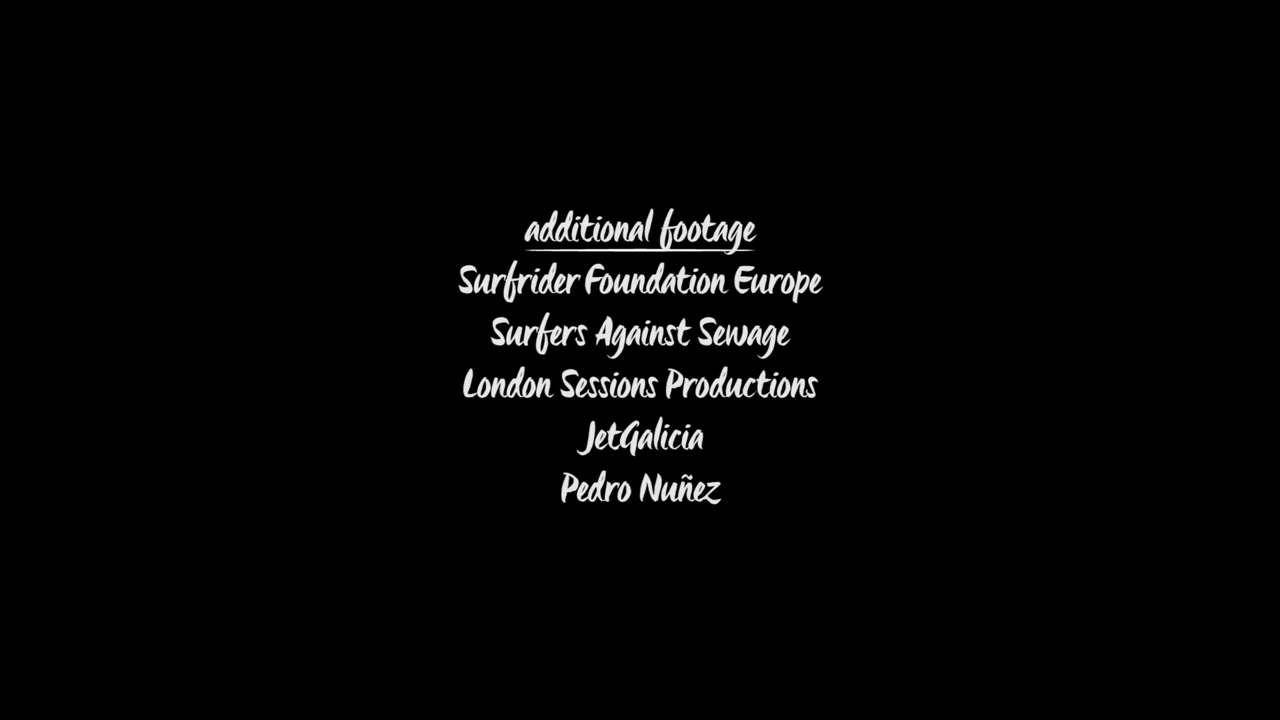 additional footage
Surfrider Foundation Europe
Surfers Against Sewage
London Sessions Productions
JetGalicia
Pedro Nuñez